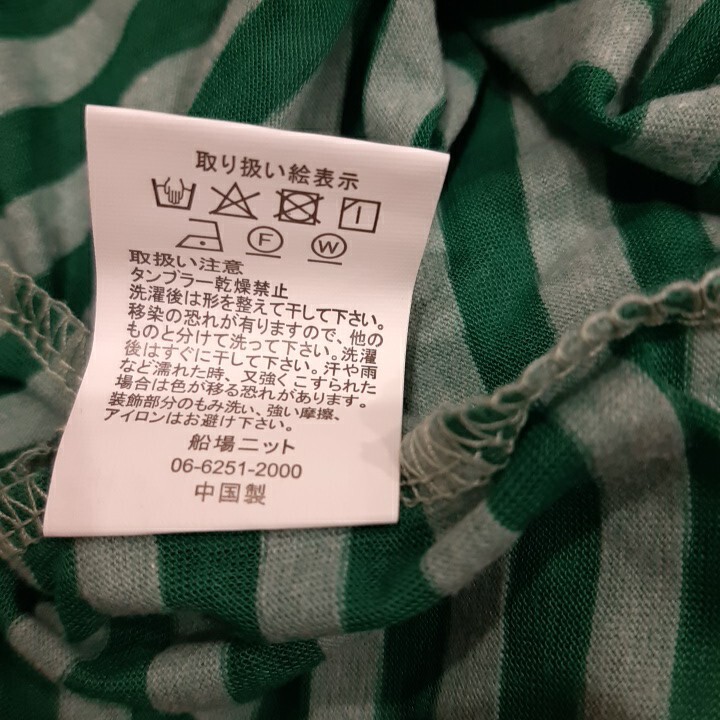 取り扱い絵表示
F W
取扱い注意
タンブラー乾燥禁止
洗濯後は形を整えて干して下さい。
移染の恐れが有りますので、他の
ものと分けて洗って下さい。洗濯
後はすぐに干して下さい。汗や雨
など濡れた時、又強くこすられた
場合は色が移る恐れがあります。
装飾部分のもみ洗い、強い摩擦、
アイロンはお避け下さい。
船場ニット
06-6251-2000
中国製